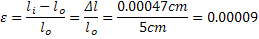 ε = (l_i − l_o)/l_o = Δl/l_o = 0.00047cm/5cm = 0.00009